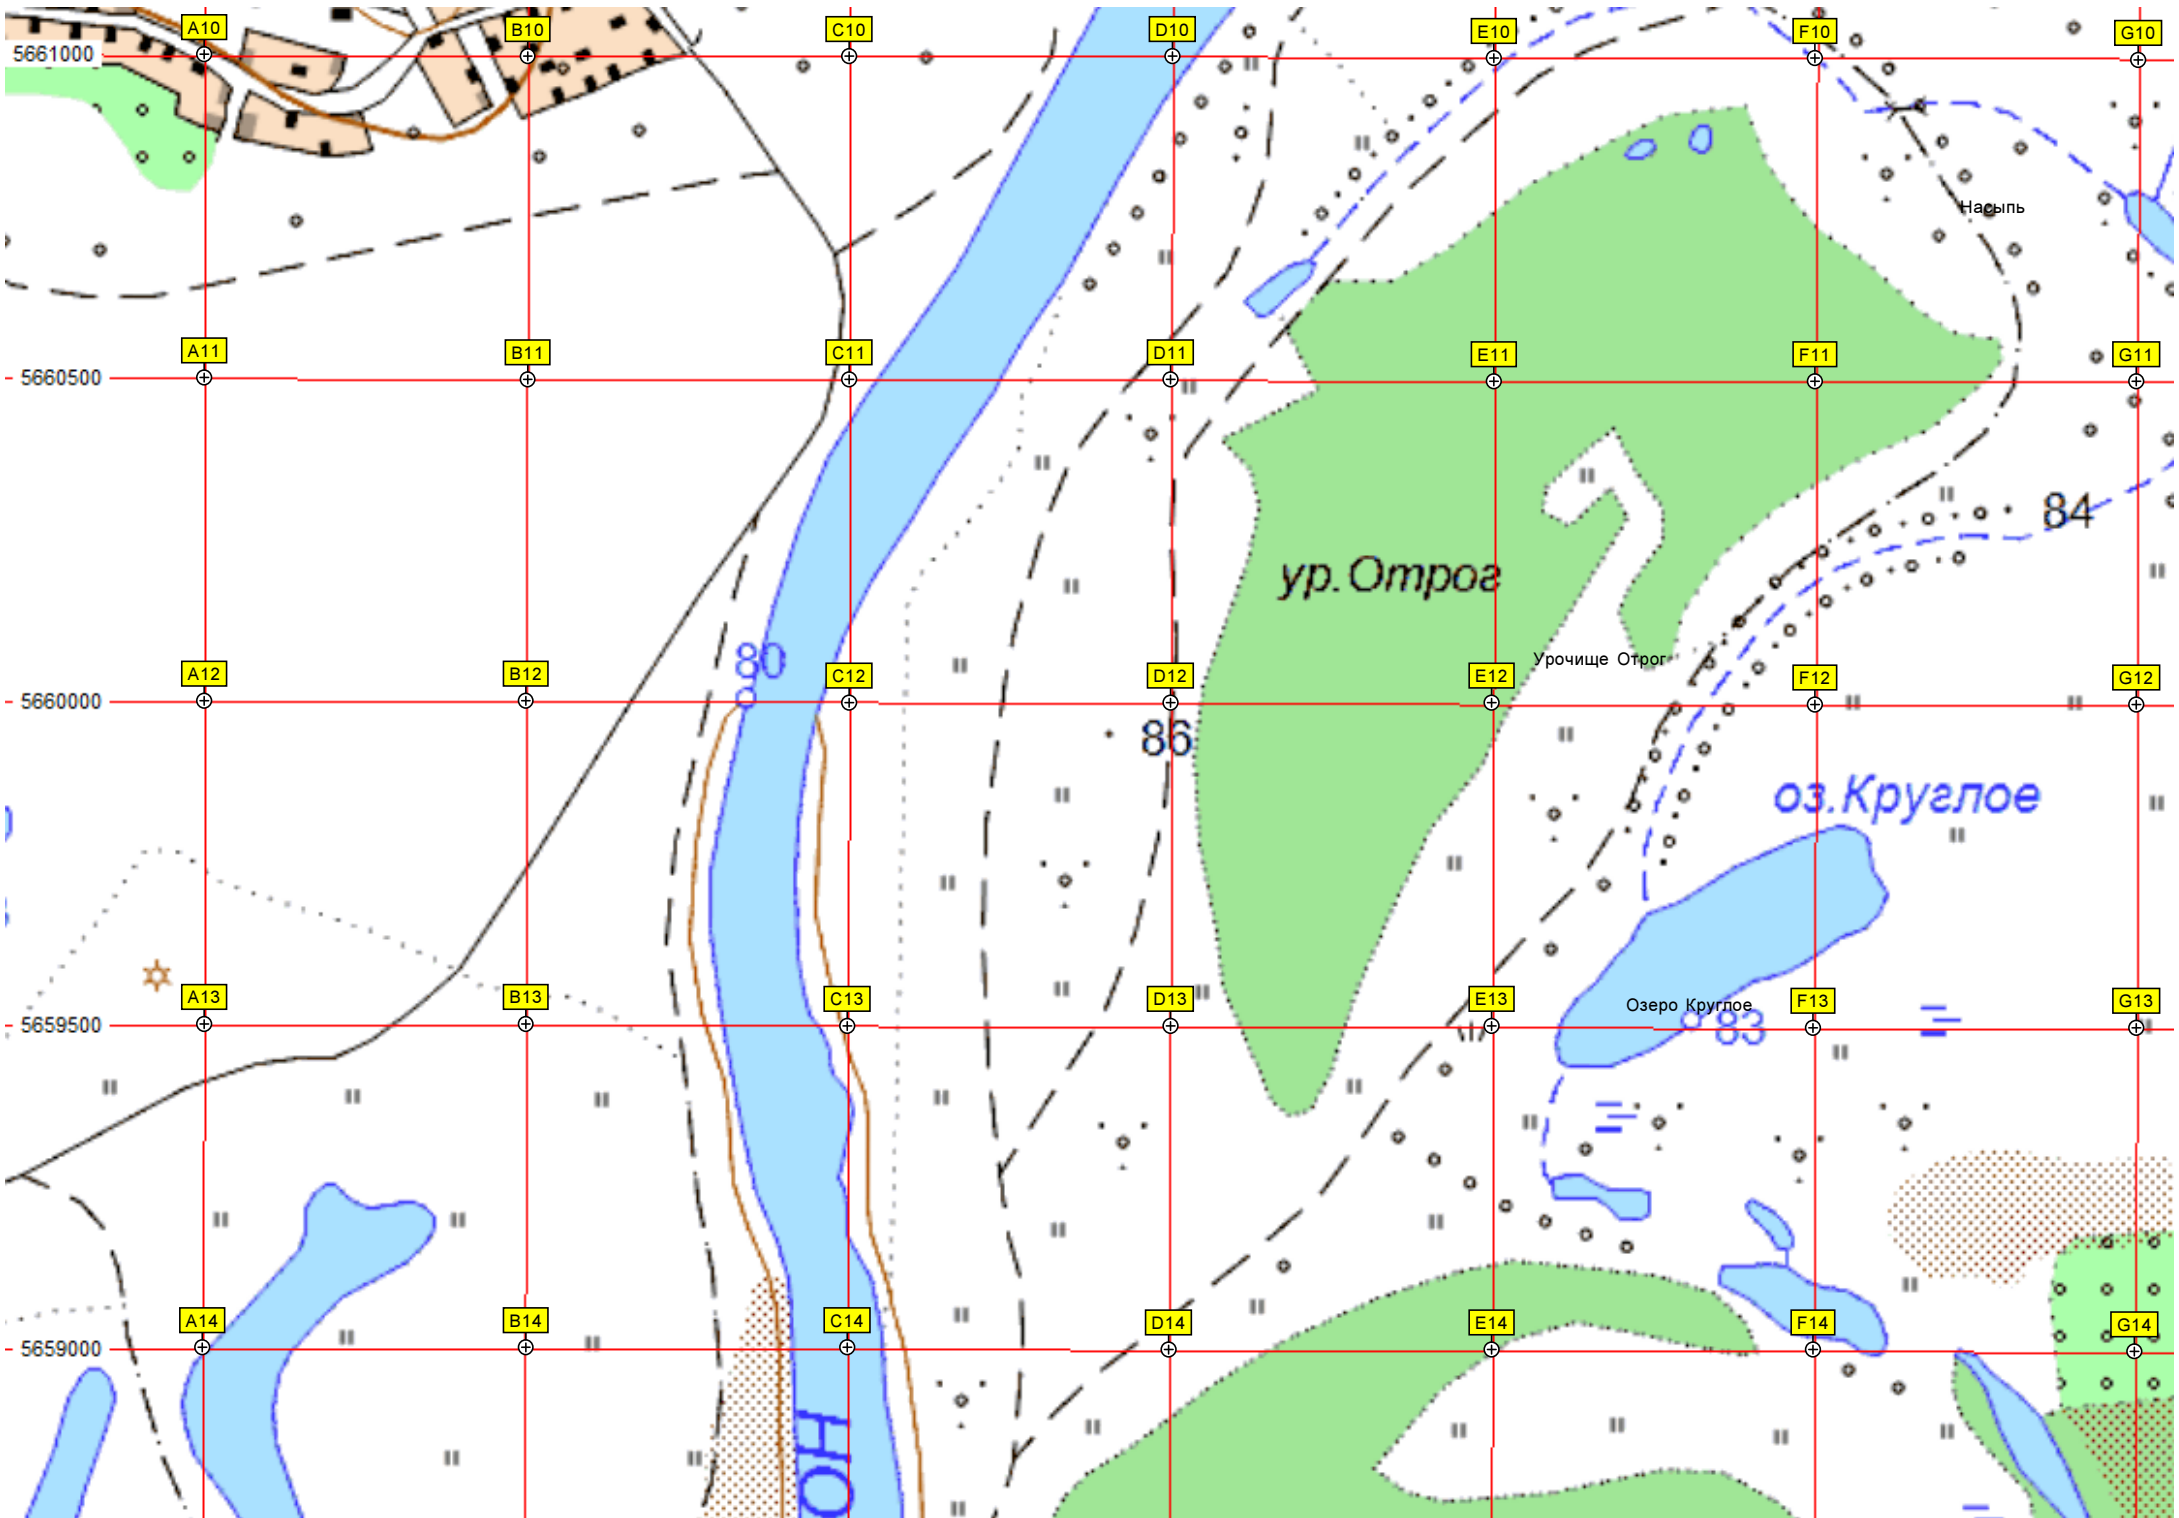 A10 B10 C10 D10 E10 F10 G10
5661000
Насыпь
A11 B11 C11 D11 E11 F11 G11
5660500
84
ур. Отрог
80
Урочище Отрог
A12 B12 C12 D12 E12 F12 G12
5660000
86
оз.Круглое
A13 B13 C13 D13 E13 F13 G13
Озеро Круглое
5659500
83
A14 B14 C14 D14 E14 F14 G14
5659000
НО